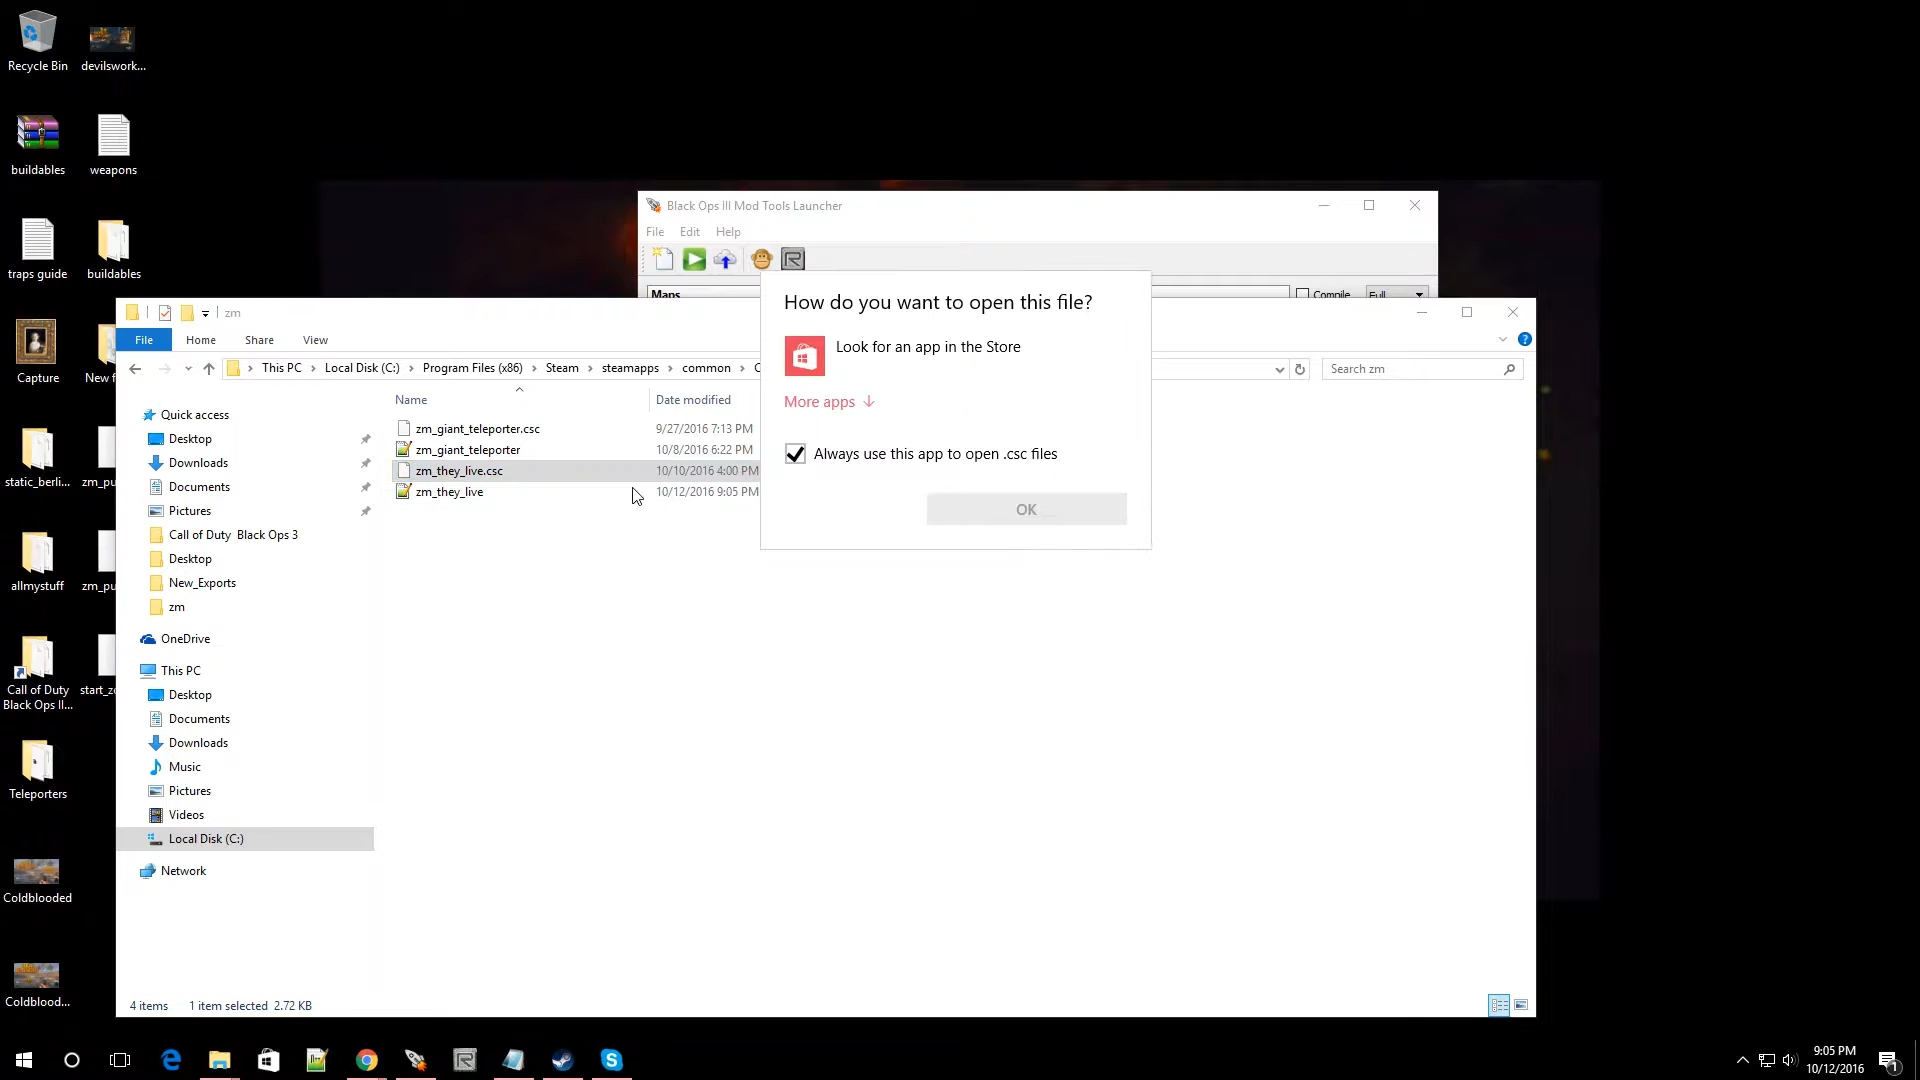 Recycle Bin
devilswork...
buildables
weapons
traps guide
buildables
Capture
New f
static_berli...
zm_pu
allmystuff
zm_pu
Call of Duty
Black Ops II...
start_zo
Teleporters
Coldblooded
Coldblood...
Black Ops III Mod Tools Launcher
File Edit Help
Maps
Compile Full
zm
File Home Share View
This PC Local Disk (C:) Program Files (x86) Steam steamapps common C
Search zm
Name Date modified
zm_giant_teleporter.csc 9/27/2016 7:13 PM
zm_giant_teleporter 10/8/2016 6:22 PM
zm_they_live.csc 10/10/2016 4:00 PM
zm_they_live 10/12/2016 9:05 PM
Quick access
Desktop
Downloads
Documents
Pictures
Call of Duty Black Ops 3
Desktop
New_Exports
zm
OneDrive
This PC
Desktop
Documents
Downloads
Music
Pictures
Videos
Local Disk (C:)
Network
4 items 1 item selected 2.72 KB
How do you want to open this file?
Look for an app in the Store
More apps
Always use this app to open .csc files
OK
9:05 PM
10/12/2016
1